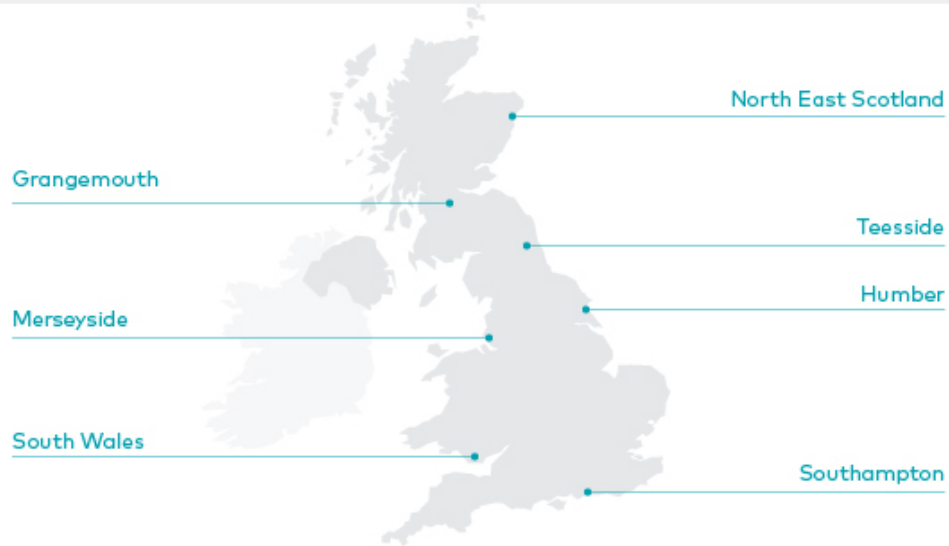 North East Scotland
Grangemouth
Teesside
Humber
Merseyside
South Wales
Southampton